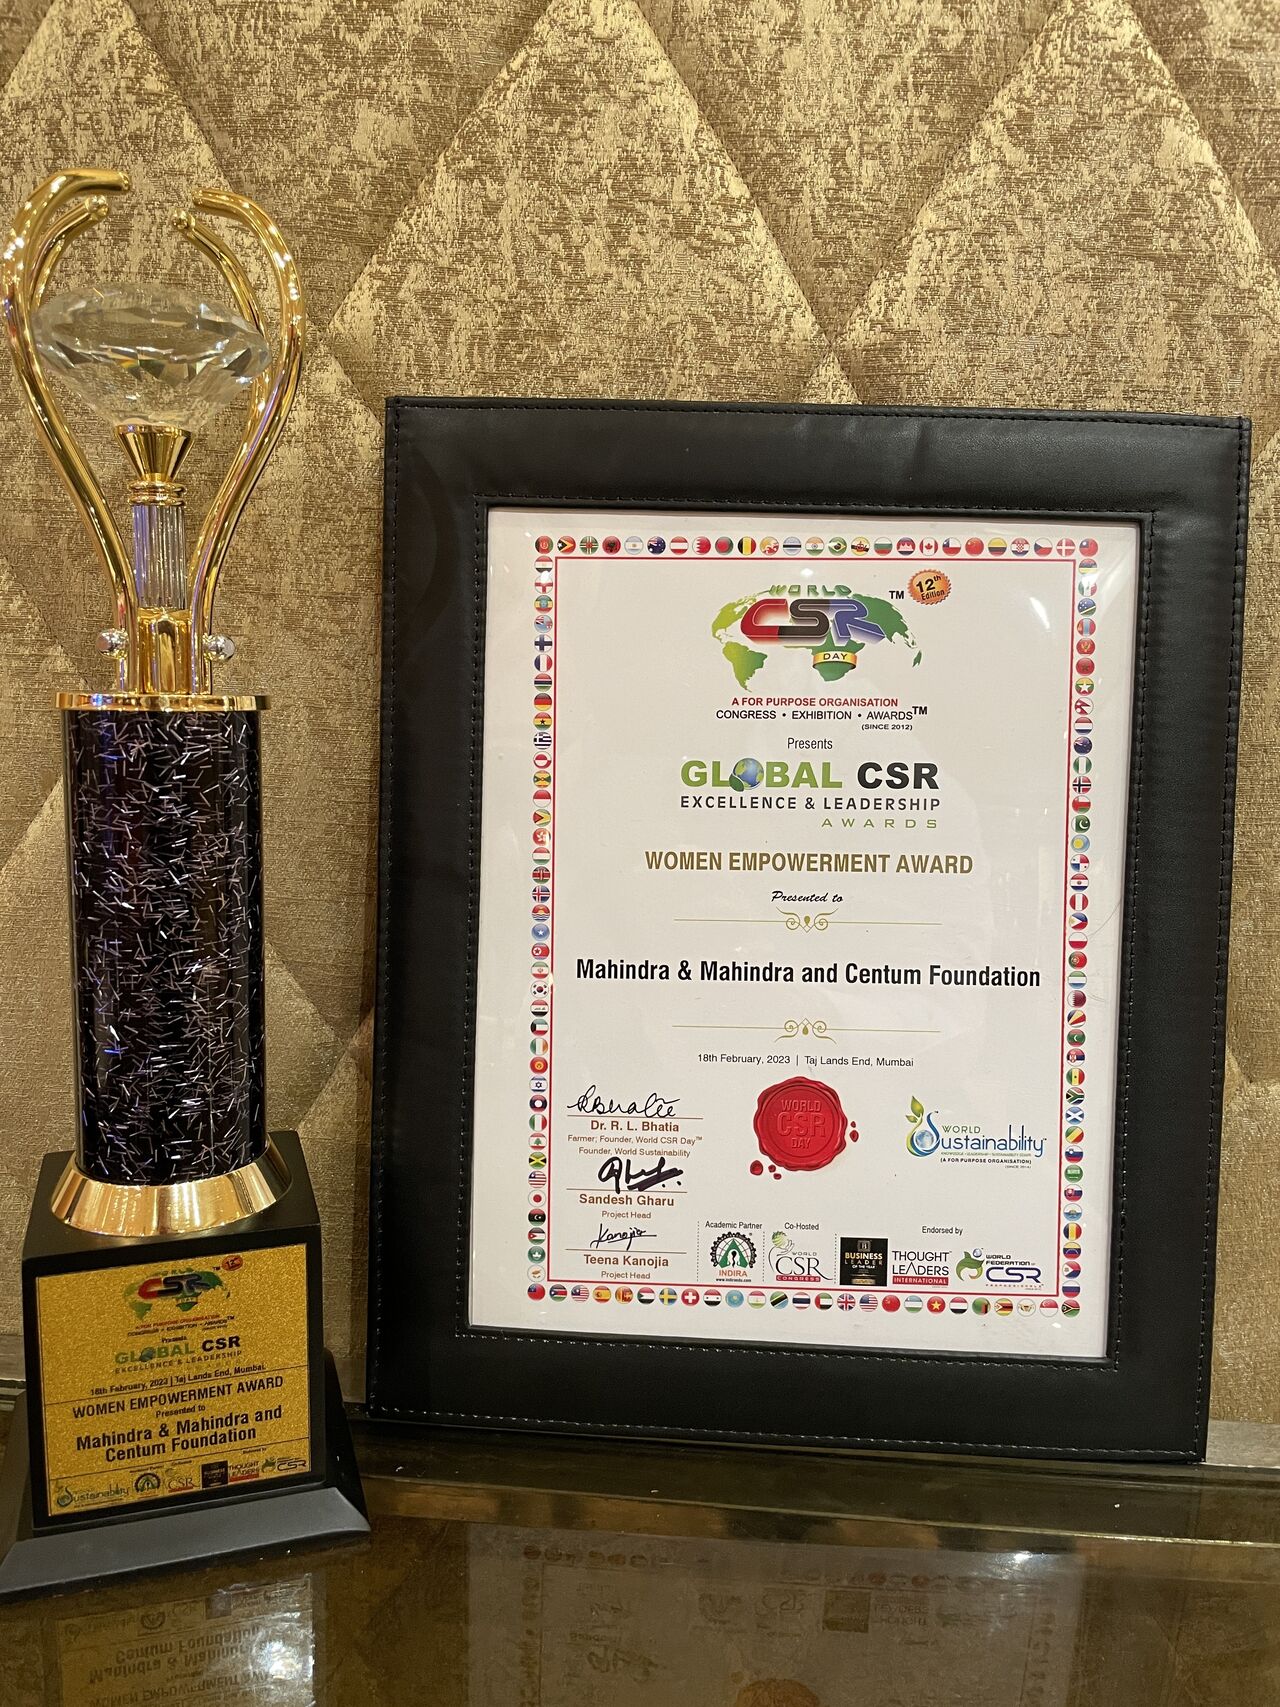 WORLD
CSR
DAY
TM
12th
Edition
A FOR PURPOSE ORGANISATION
CONGRESS • EXHIBITION • AWARDS™
(SINCE 2012)
Presents
GLOBAL CSR
EXCELLENCE & LEADERSHIP
AWARDS
WOMEN EMPOWERMENT AWARD
Presented to
Mahindra & Mahindra and Centum Foundation
18th February, 2023 | Taj Lands End, Mumbai
Dr. R. L. Bhatia
Farmer; Founder, World CSR Day™
Founder, World Sustainability
Sandesh Gharu
Project Head
Kanojia
Teena Kanojia
Project Head
WORLD
CSR
DAY
WORLD
Sustainability
(A FOR PURPOSE ORGANISATION)
Academic Partner
INDIRA
Co-Hosted
WORLD
CSR
CONGRESS
Endorsed by
BUSINESS
LEADER
OF THE YEAR
THOUGHT
LEADERS
INTERNATIONAL
WORLD
FEDERATION OF
CSR
CSR
Presents
GLOBAL CSR
EXCELLENCE & LEADERSHIP
18th February, 2023 | Taj Lands End, Mumbai.
WOMEN EMPOWERMENT AWARD
Presented to
Mahindra & Mahindra and
Centum Foundation
Sustainability
CSR
THOUGHT
LEADERS
CSR